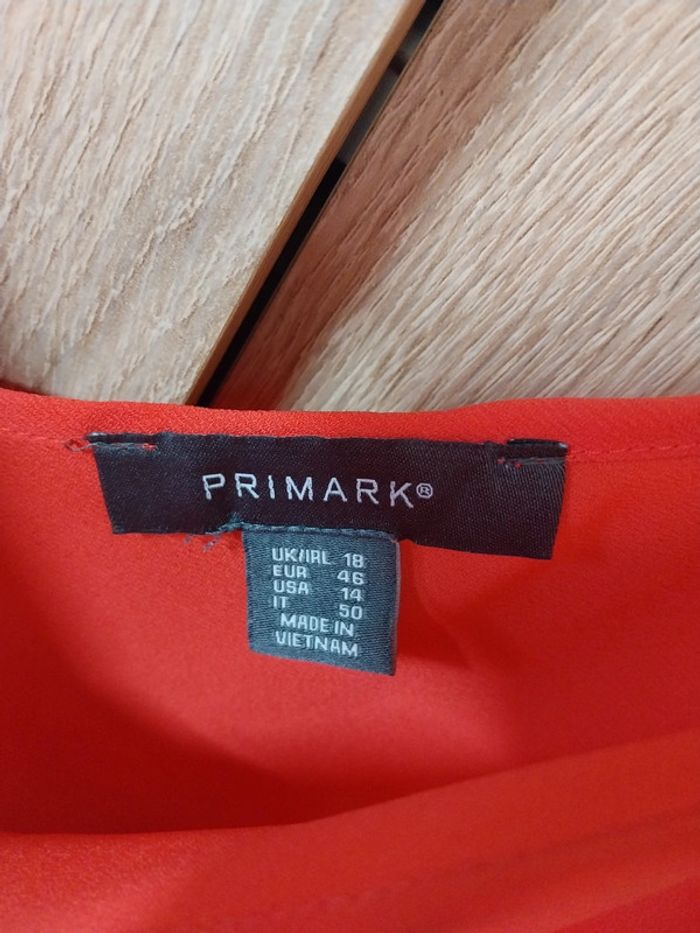 PRIMARK®
UK/IRL 18
EUR 46
USA 14
IT 50
MADE IN
VIETNAM